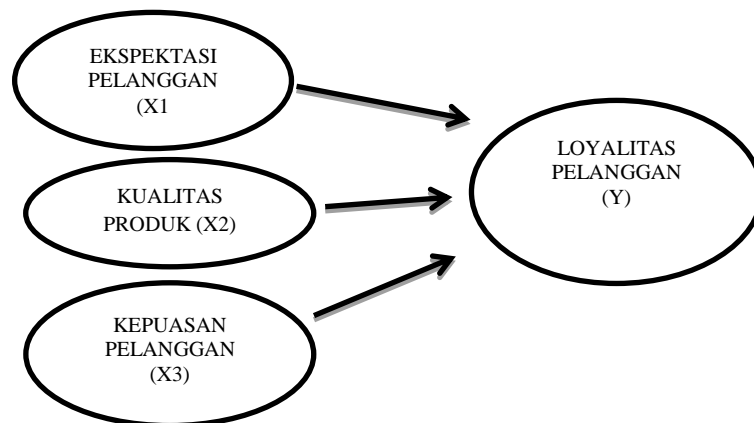 EKSPEKTASI
PELANGGAN
(X1
KUALITAS
PRODUK (X2)
KEPUASAN
PELANGGAN
(X3)
LOYALITAS
PELANGGAN
(Y)